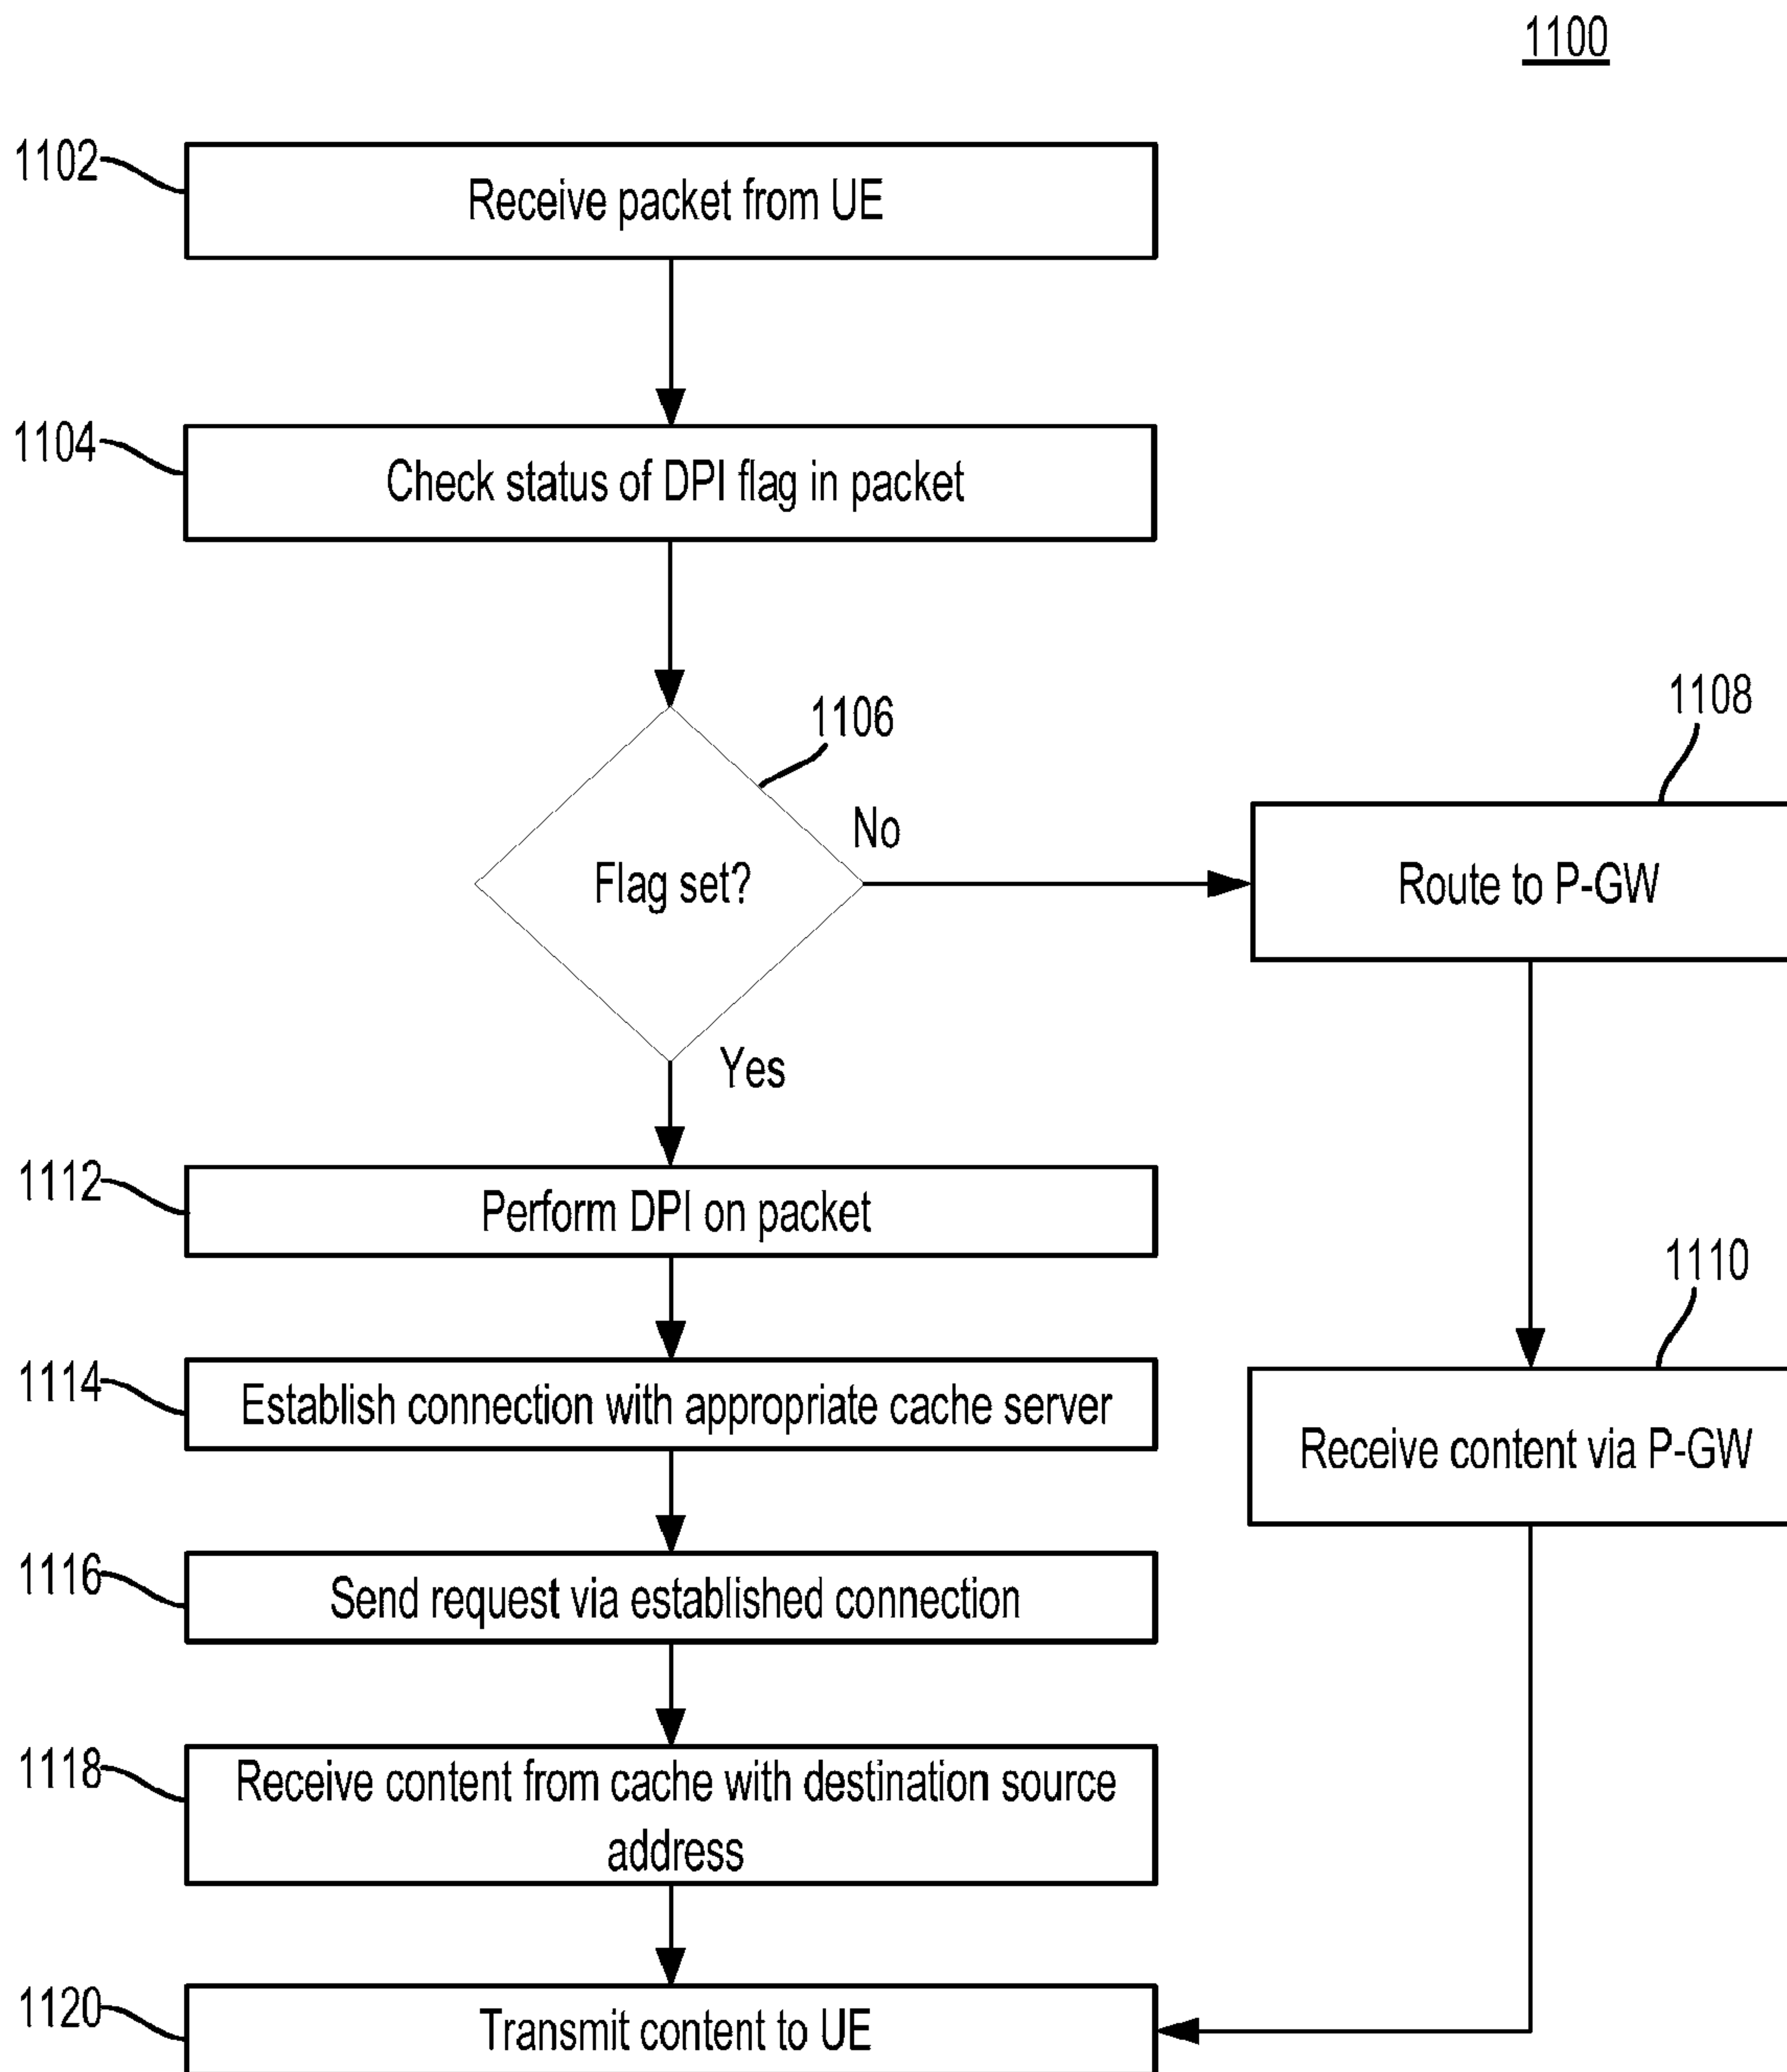 1100
1102
Receive packet from UE
1104
Check status of DPI flag in packet
1106
Flag set?
No
Yes
1108
Route to P-GW
1110
Receive content via P-GW
1112
Perform DPI on packet
1114
Establish connection with appropriate cache server
1116
Send request via established connection
1118
Receive content from cache with destination source
address
1120
Transmit content to UE